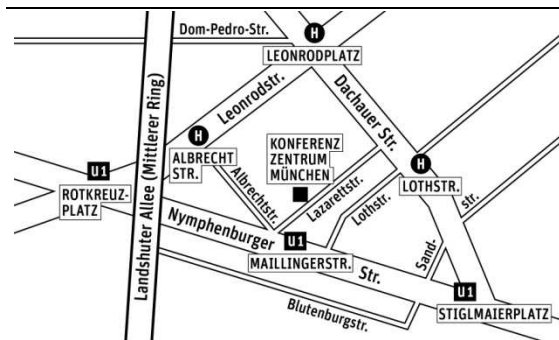 Dom-Pedro-Str.
H
LEONRODPLATZ
Landshuter Allee (Mittlerer Ring)
Leonrodstr.
Dachauer Str.
H
ALBRECHT
STR.
KONFERENZ
ZENTRUM
MÜNCHEN
H
LOTHSTR.
U1
ROTKREUZ-
PLATZ
Albrechtstr.
Lazarettstr.
Lothstr.
Sand-
str.
Nymphenburger
Str.
U1
MAILLINGERSTR.
U1
STIGLMAIERPLATZ
Blutenburgstr.